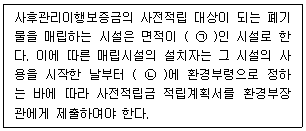 사후관리이행보증금의 사전적립 대상이 되는 폐기
물을 매립하는 시설은 면적이 ( ㉠ )인 시설로 한
다. 이에 따른 매립시설의 설치자는 그 시설의 사
용을 시작한 날부터 ( ㉡ )에 환경부령으로 정하
는 바에 따라 사전적립금 적립계획서를 환경부장
관에게 제출하여야 한다.